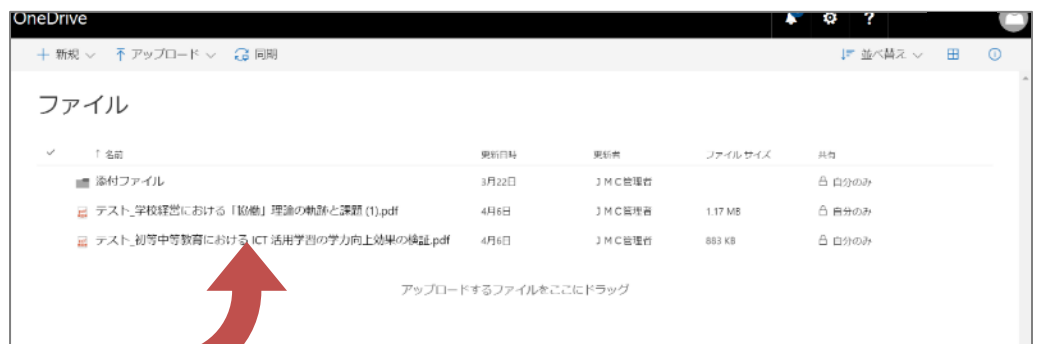 OneDrive ?
新規 アップロード 同期 並べ替え
ファイル
名前 更新日時 更新者 ファイル サイズ 共有
添付ファイル 3月22日 JMC管理者 自分のみ
テスト_学校経営における「協働」理論の軌跡と課題 (1).pdf 4月6日 JMC管理者 1.17 MB 自分のみ
テスト_初等中等教育における ICT 活用学習の学力向上効果の検証.pdf 4月6日 JMC管理者 883 KB 自分のみ
アップロードするファイルをここにドラッグ